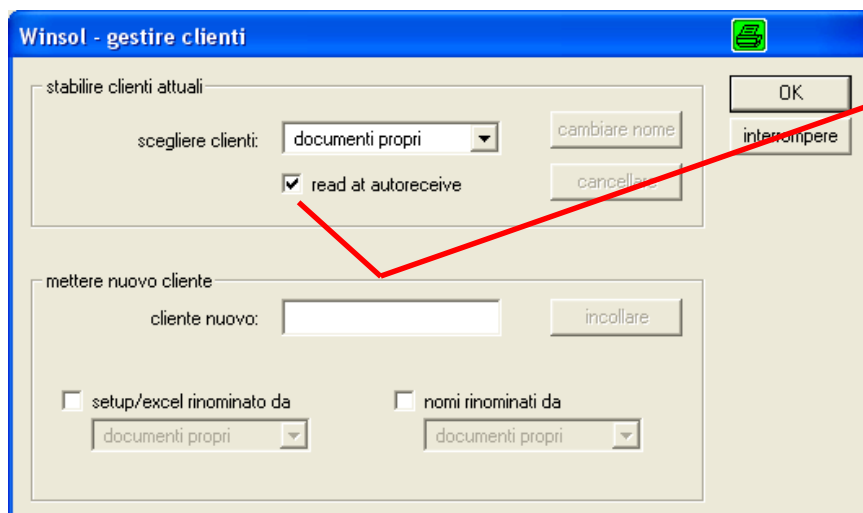 Winsol - gestire clienti
stabilire clienti attuali
scegliere clienti: documenti propri cambiare nome
read at autoreceive cancellare
OK
interrompere
mettere nuovo cliente
cliente nuovo: incollare
setup/excel rinominato da nomi rinominati da
documenti propri documenti propri